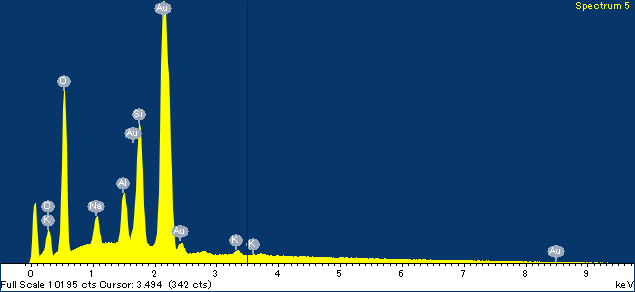 Spectrum 5
Au
O
Si
Au
Al
C
Na
K
Au
K
K
Au
0 1 2 3 4 5 6 7 8 9
Full Scale 10195 cts Cursor: 3.494 (342 cts) keV